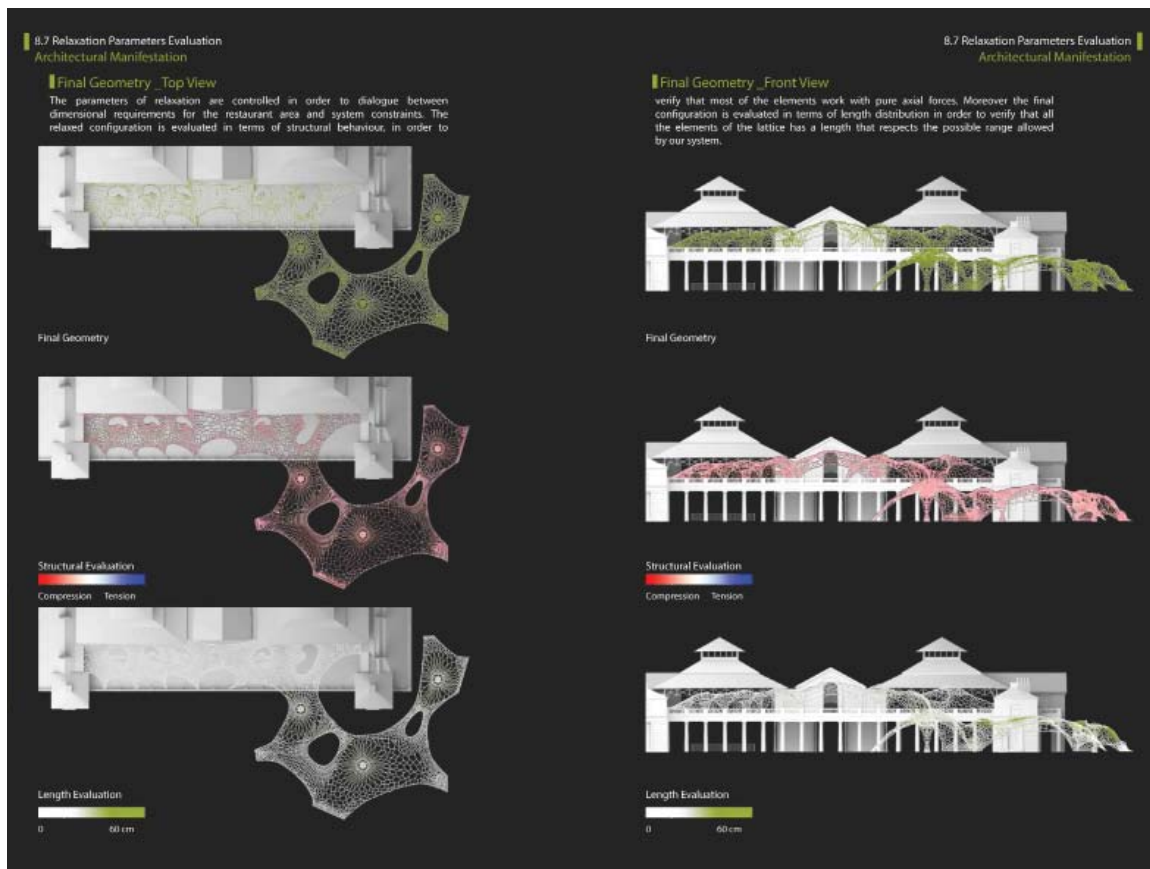 8.7 Relaxation Parameters Evaluation
Architectural Manifestation
Final Geometry _Top View
The parameters of relaxation are controlled in order to dialogue between
dimensional requirements for the restaurant area and system constraints. The
relaxed configuration is evaluated in terms of structural behaviour, in order to
Final Geometry
Structural Evaluation
Compression Tension
Length Evaluation
0 60 cm
8.7 Relaxation Parameters Evaluation
Architectural Manifestation
Final Geometry _Front View
verify that most of the elements work with pure axial forces. Moreover the final
configuration is evaluated in terms of length distribution in order to verify that all
the elements of the lattice has a length that respects the possible range allowed
by our system.
Final Geometry
Structural Evaluation
Compression Tension
Length Evaluation
0 60 cm